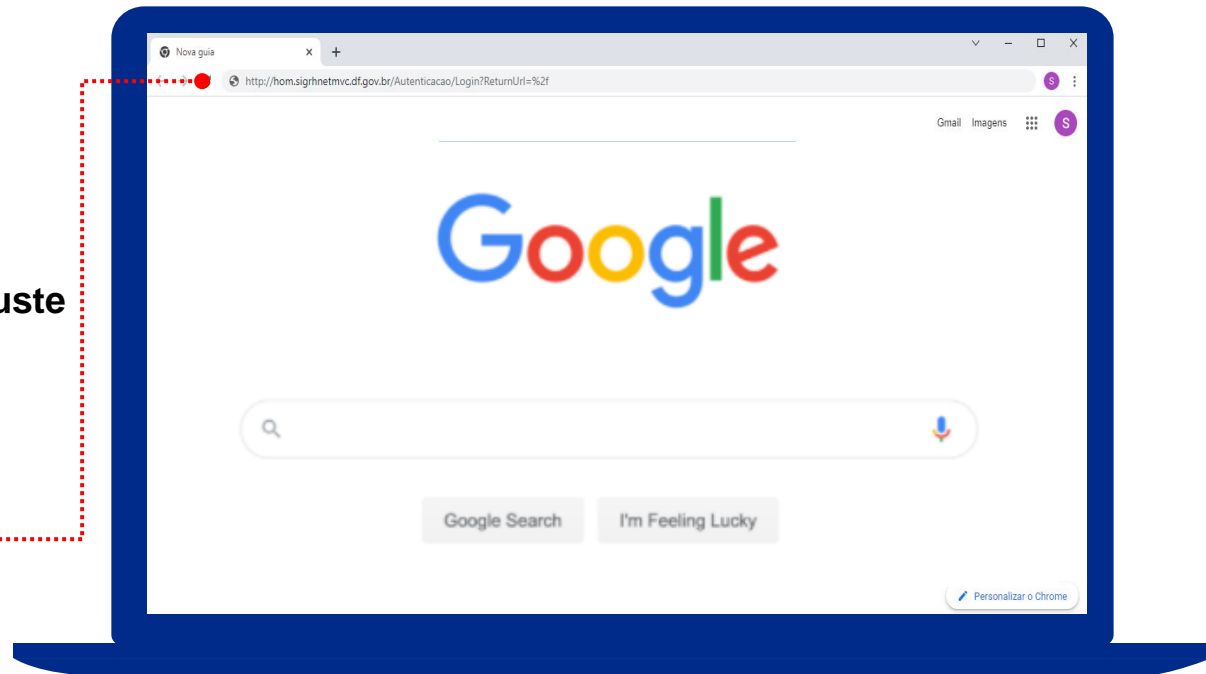 Nova guia
http://hom.sigrhnetmvc.df.gov.br/Autenticacao/Login?ReturnUrl=%2f
S
Gmail Imagens S
Google
uste
Google Search I'm Feeling Lucky
Personalizar o Chrome